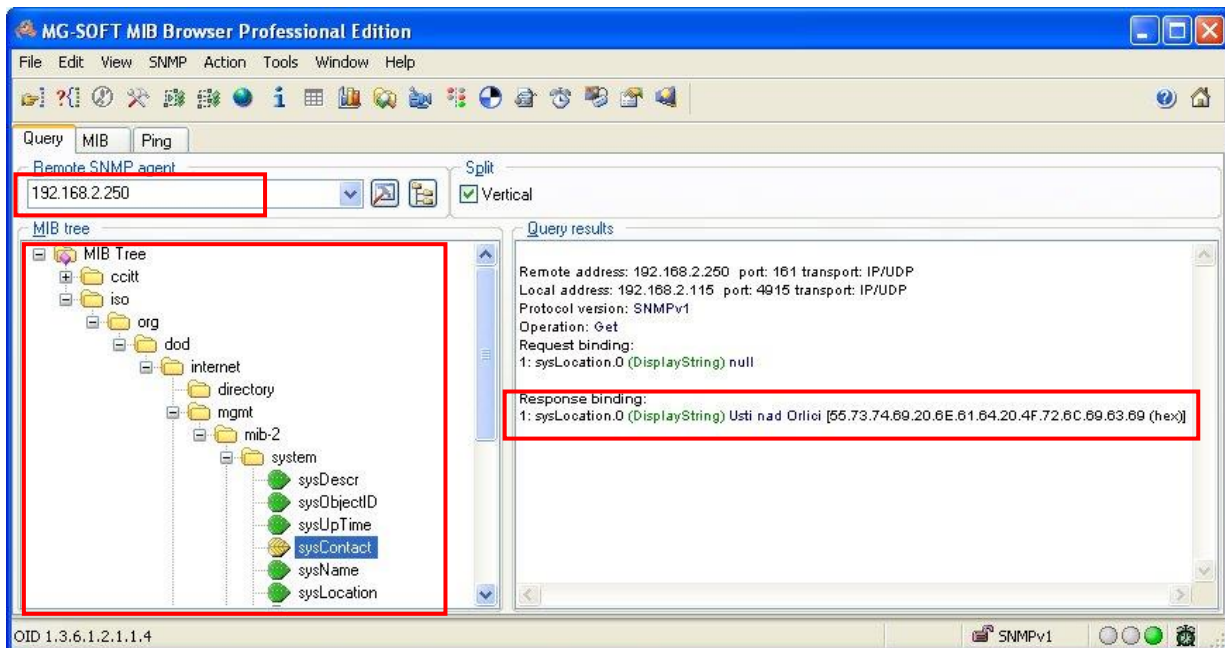 MG-SOFT MIB Browser Professional Edition
File Edit View SNMP Action Tools Window Help
Query MIB Ping
Remote SNMP agent
192.168.2.250
Split
Vertical
MIB tree
MIB Tree
ccitt
iso
org
dod
internet
directory
mgmt
mib-2
system
sysDescr
sysObjectID
sysUpTime
sysContact
sysName
sysLocation
Query results
Remote address: 192.168.2.250 port: 161 transport: IP/UDP
Local address: 192.168.2.115 port: 4915 transport: IP/UDP
Protocol version: SNMPv1
Operation: Get
Request binding:
1: sysLocation.0 (DisplayString) null
Response binding:
1: sysLocation.0 (DisplayString) Usti nad Orlici [55.73.74.69.20.6E.61.64.20.4F.72.6C.69.63.69 (hex)]
OID 1.3.6.1.2.1.1.4
SNMPv1